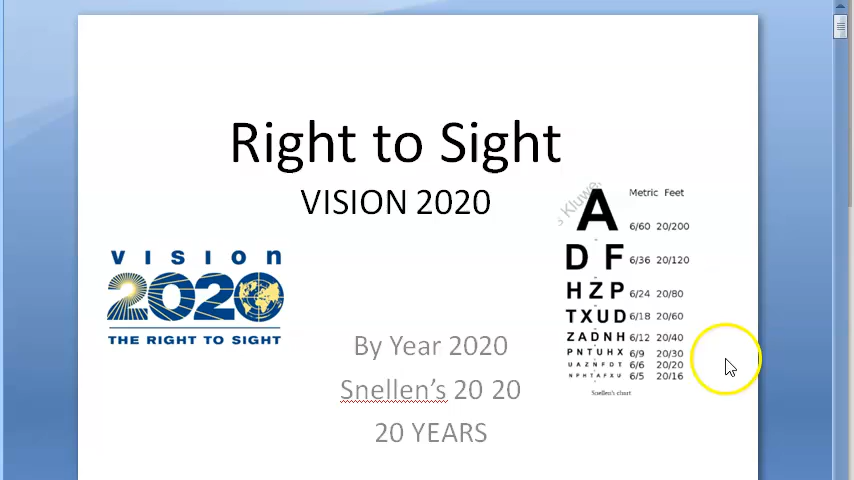 Right to Sight
VISION 2020
vision
2020
THE RIGHT TO SIGHT
By Year 2020
Snellen's 20 20
20 YEARS
Metric Feet
A 6/60 20/200
D F 6/36 20/120
H Z P 6/24 20/80
T X U D 6/18 20/60
Z A D N H 6/12 20/40
P N T U H X 6/9 20/30
U A Z N F D T 6/6 20/20
N P H T A F X U 6/5 20/16
Snellen's chart